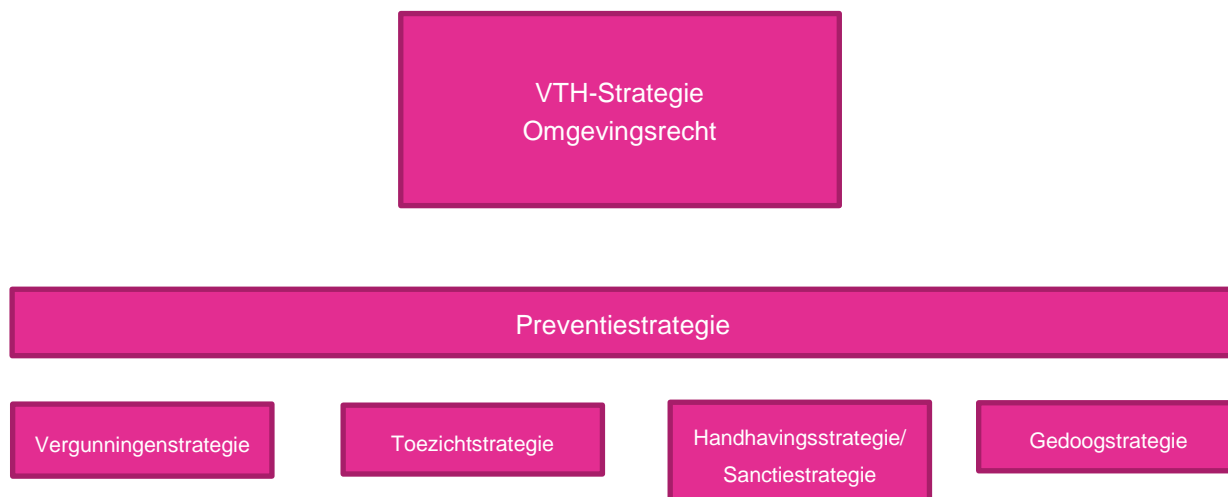 VTH-Strategie
Omgevingsrecht
Preventiestrategie
Vergunningenstrategie
Toezichtstrategie
Handhavingsstrategie/
Sanctiestrategie
Gedoogstrategie